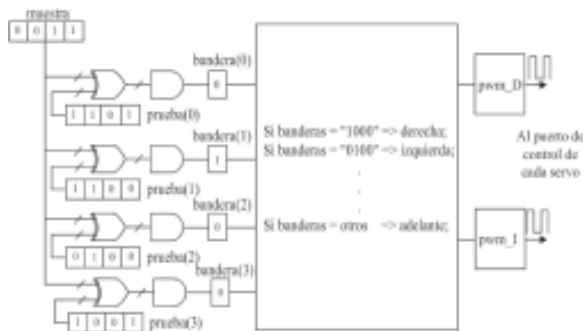 muestra
0 0 1 1
bandera(0)
0
1 1 0 1
prueba(0)
bandera(1)
1
1 1 0 0
prueba(1)
bandera(2)
0
0 1 0 0
prueba(2)
bandera(3)
0
1 0 0 1
prueba(3)
Si banderas = "1000" => derecha;
Si banderas = "0100" => izquierda;
.
.
.
Si banderas = otros => adelante;
pwm_D
Al puerto de
control de
cada servo
pwm_I